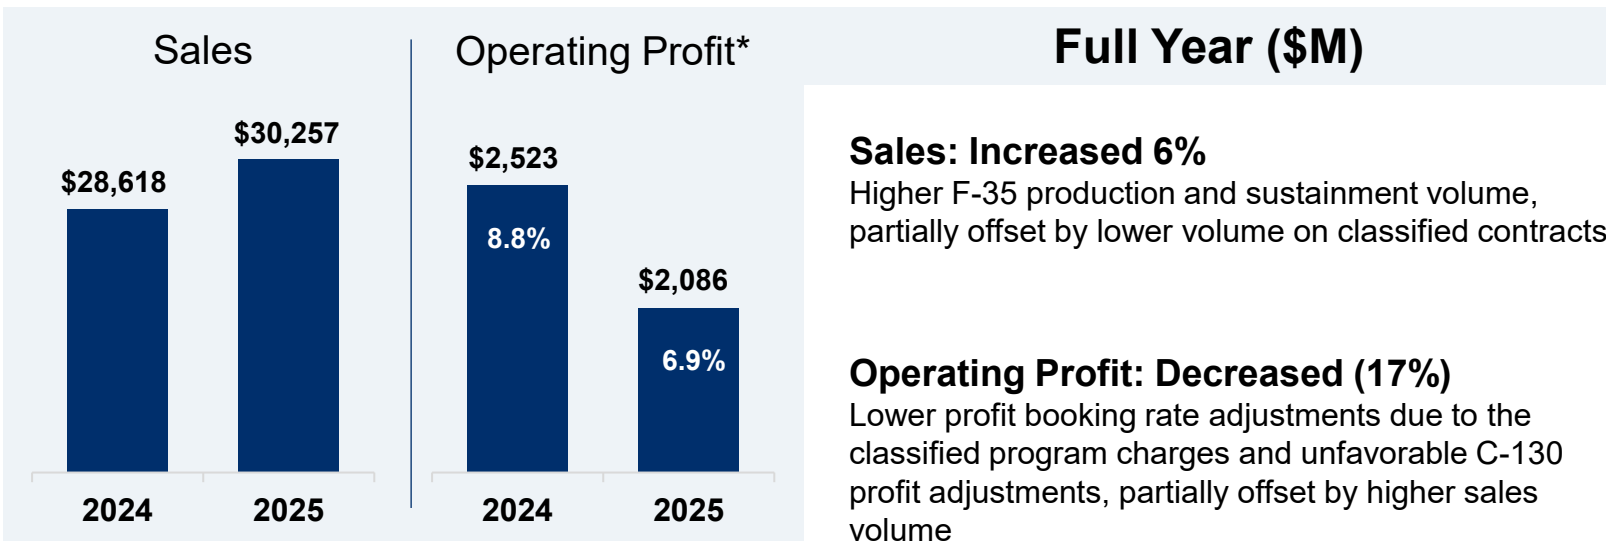 Sales
$28,618
$30,257
2024
2025
Operating Profit*
$2,523
8.8%
$2,086
6.9%
2024
2025
Full Year ($M)
Sales: Increased 6%
Higher F-35 production and sustainment volume,
partially offset by lower volume on classified contracts
Operating Profit: Decreased (17%)
Lower profit booking rate adjustments due to the
classified program charges and unfavorable C-130
profit adjustments, partially offset by higher sales
volume